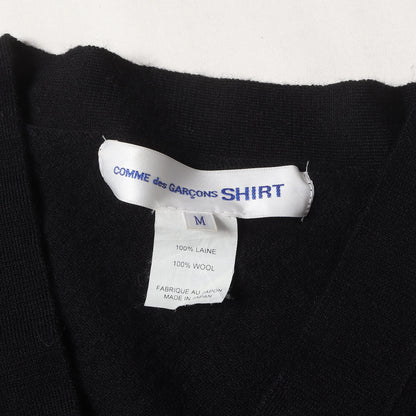 COMME des GARÇONS SHIRT
M
100% LAINE
100% WOOL
FABRIQUE AU JAPON
MADE IN JAPAN